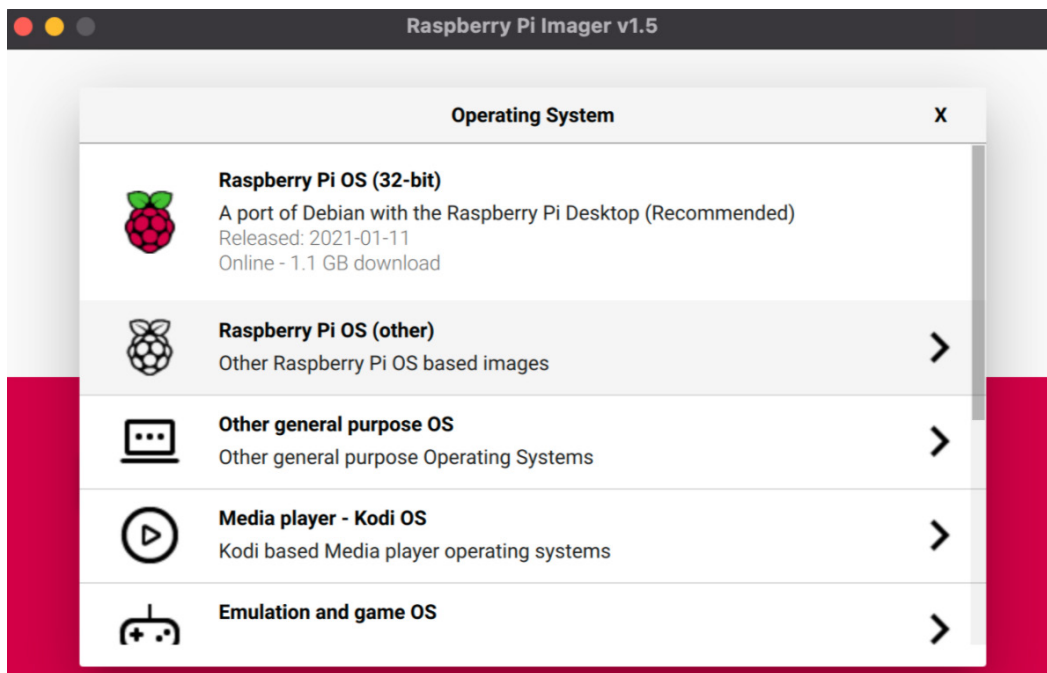 Raspberry Pi Imager v1.5
Operating System X
Raspberry Pi OS (32-bit)
A port of Debian with the Raspberry Pi Desktop (Recommended)
Released: 2021-01-11
Online - 1.1 GB download
Raspberry Pi OS (other)
Other Raspberry Pi OS based images
Other general purpose OS
Other general purpose Operating Systems
Media player - Kodi OS
Kodi based Media player operating systems
Emulation and game OS